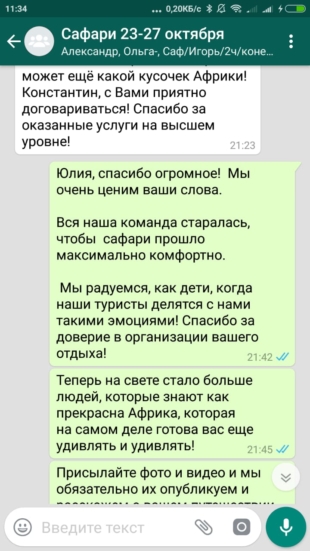 11:34
... 0,20КБ/с
Сафари 23-27 октября
Александр, Ольга-, Саф/Игорь/2ч/коне...
может ещё какой кусочек Африки!
Константин, с Вами приятно
договариваться! Спасибо за
оказанные услуги на высшем
уровне!
21:23
Юлия, спасибо огромное! Мы
очень ценим ваши слова.
Вся наша команда старалась,
чтобы сафари прошло
максимально комфортно.
Мы радуемся, как дети, когда
наши туристы делятся с нами
такими эмоциями! Спасибо за
доверие в организации вашего
отдыха!
21:42
Теперь на свете стало больше
людей, которые знают как
прекрасна Африка, которая
на самом деле готова вас еще
удивлять и удивлять!
21:45
Присылайте фото и видео и мы
обязательно их опубликуем и
Введите текст